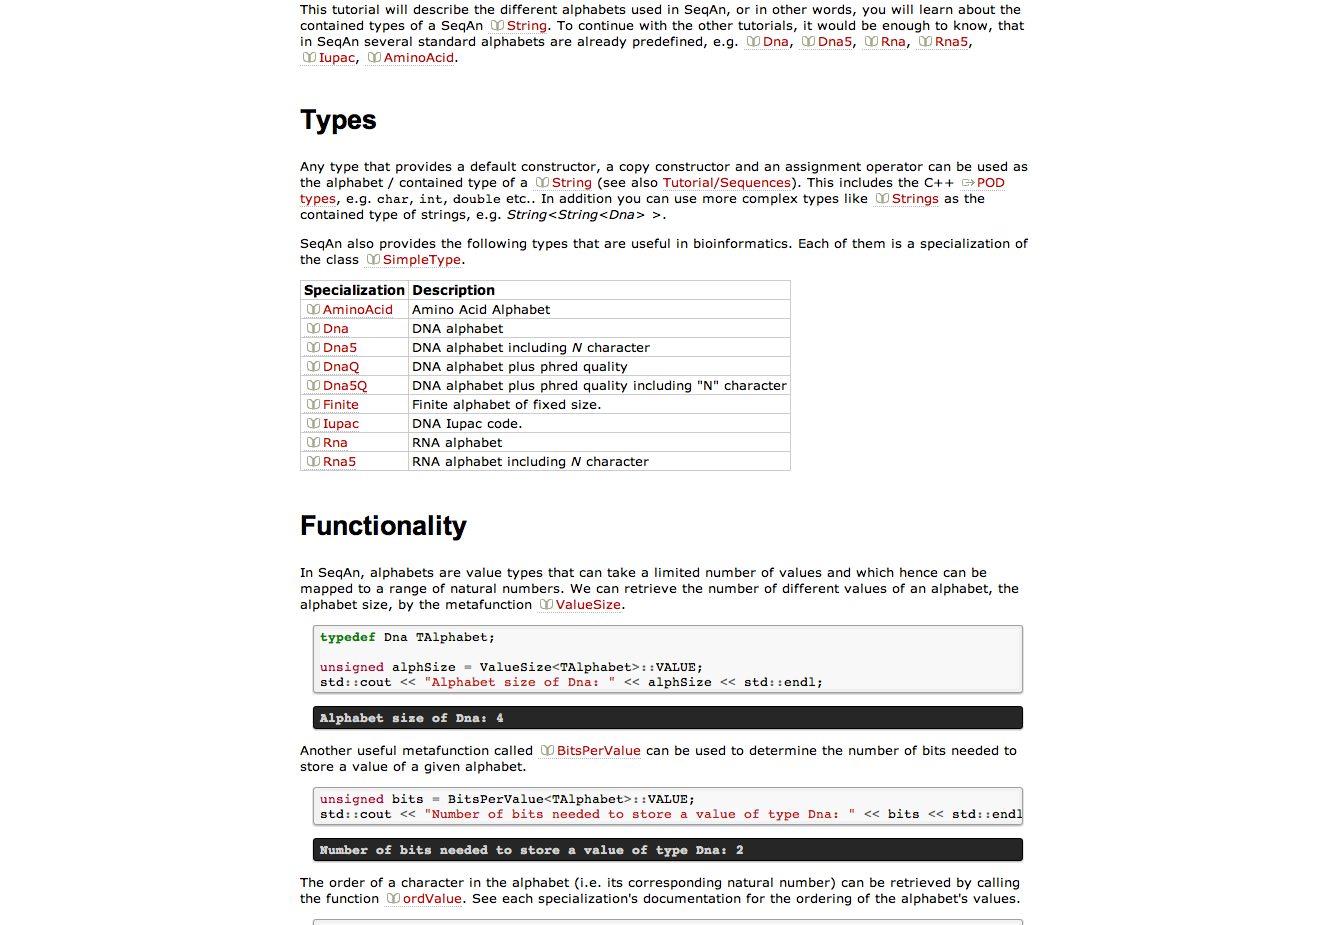 This tutorial will describe the different alphabets used in SeqAn, or in other words, you will learn about the
contained types of a SeqAn String. To continue with the other tutorials, it would be enough to know, that
in SeqAn several standard alphabets are already predefined, e.g. Dna, Dna5, Rna, Rna5,
Iupac, AminoAcid.
Types
Any type that provides a default constructor, a copy constructor and an assignment operator can be used as
the alphabet / contained type of a String (see also Tutorial/Sequences). This includes the C++ POD
types, e.g. char, int, double etc.. In addition you can use more complex types like Strings as the
contained type of strings, e.g. String<String<Dna> >.
SeqAn also provides the following types that are useful in bioinformatics. Each of them is a specialization of
the class SimpleType.
Specialization Description
AminoAcid Amino Acid Alphabet
Dna DNA alphabet
Dna5 DNA alphabet including N character
DnaQ DNA alphabet plus phred quality
Dna5Q DNA alphabet plus phred quality including "N" character
Finite Finite alphabet of fixed size.
Iupac DNA Iupac code.
Rna RNA alphabet
Rna5 RNA alphabet including N character
Functionality
In SeqAn, alphabets are value types that can take a limited number of values and which hence can be
mapped to a range of natural numbers. We can retrieve the number of different values of an alphabet, the
alphabet size, by the metafunction ValueSize.
typedef Dna TAlphabet;
unsigned alphSize = ValueSize<TAlphabet>::VALUE;
std::cout << "Alphabet size of Dna: " << alphSize << std::endl;
Alphabet size of Dna: 4
Another useful metafunction called BitsPerValue can be used to determine the number of bits needed to
store a value of a given alphabet.
unsigned bits = BitsPerValue<TAlphabet>::VALUE;
std::cout << "Number of bits needed to store a value of type Dna: " << bits << std::endl
Number of bits needed to store a value of type Dna: 2
The order of a character in the alphabet (i.e. its corresponding natural number) can be retrieved by calling
the function ordValue. See each specialization's documentation for the ordering of the alphabet's values.